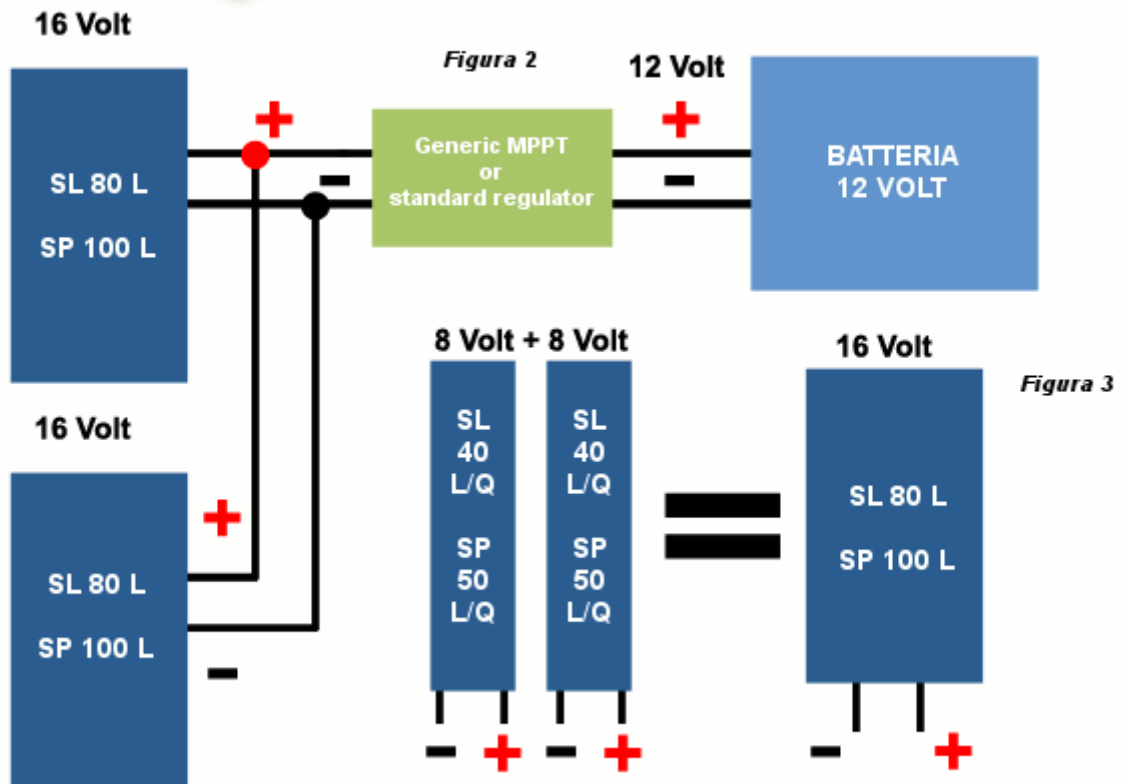 16 Volt
Figura 2
12 Volt
+
+
SL 80 L
SP 100 L
-
Generic MPPT
or
standard regulator
-
BATTERIA
12 VOLT
16 Volt
+
SL 80 L
SP 100 L
-
8 Volt + 8 Volt
SL
40
L/Q
SP
50
L/Q
- +
SL
40
L/Q
SP
50
L/Q
- +
=
16 Volt
SL 80 L
SP 100 L
- +
Figura 3